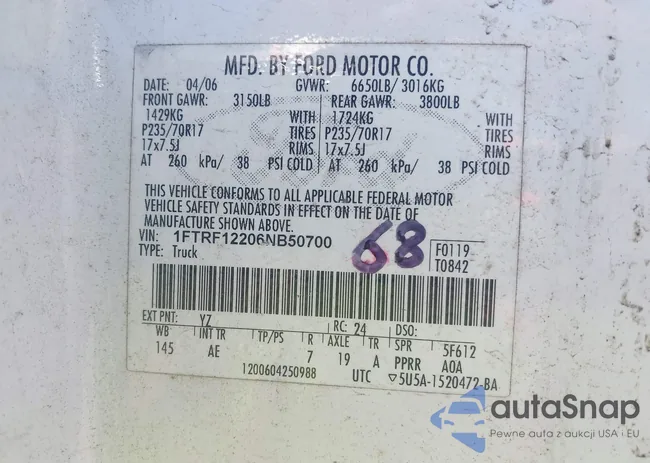 MFD. BY FORD MOTOR CO.
DATE: 04/06 GVWR: 6650LB/ 3016KG
FRONT GAWR: 3150LB REAR GAWR: 3800LB
1429KG WITH 1724KG WITH
P235/70R17 TIRES P235/70R17 TIRES
17x7.5J RIMS 17x7.5J RIMS
AT 260 kPa/ 38 PSI COLD AT 260 kPa/ 38 PSI COLD
THIS VEHICLE CONFORMS TO ALL APPLICABLE FEDERAL MOTOR
VEHICLE SAFETY STANDARDS IN EFFECT ON THE DATE OF
MANUFACTURE SHOWN ABOVE.
VIN: 1FTRF12206NB50700
TYPE: Truck
68
F0119
T0842
EXT PNT: YZ RC: 24 DSO:
WB INT TR TP/PS R AXLE TR SPR 5F612
145 AE 7 19 A PPRR AOA
1200604250988 UTC ▽5U5A-1520472-BA
Ford
autaSnap
Pewne auta z aukcji USA i EU